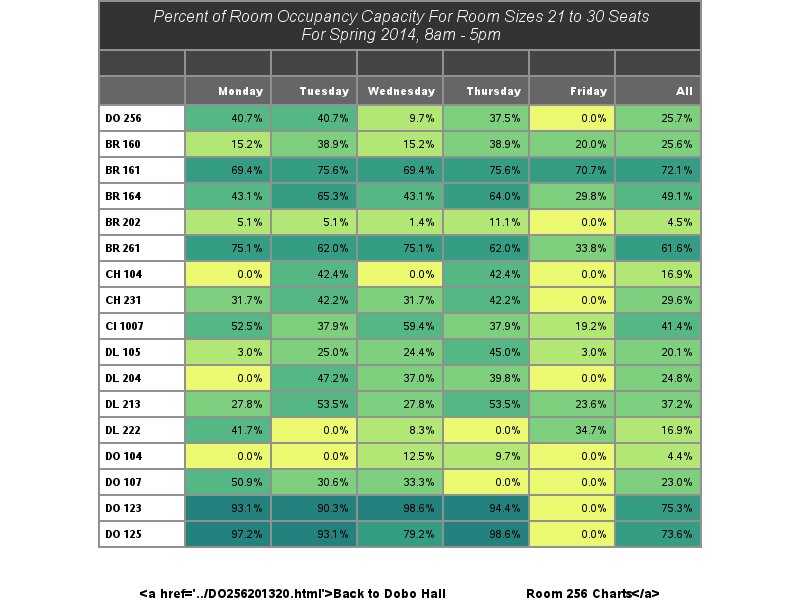 Percent of Room Occupancy Capacity For Room Sizes 21 to 30 Seats
For Spring 2014, 8am - 5pm
Monday Tuesday Wednesday Thursday Friday All
DO 256 40.7% 40.7% 9.7% 37.5% 0.0% 25.7%
BR 160 15.2% 38.9% 15.2% 38.9% 20.0% 25.6%
BR 161 69.4% 75.6% 69.4% 75.6% 70.7% 72.1%
BR 164 43.1% 65.3% 43.1% 64.0% 29.8% 49.1%
BR 202 5.1% 5.1% 1.4% 11.1% 0.0% 4.5%
BR 261 75.1% 62.0% 75.1% 62.0% 33.8% 61.6%
CH 104 0.0% 42.4% 0.0% 42.4% 0.0% 16.9%
CH 231 31.7% 42.2% 31.7% 42.2% 0.0% 29.6%
CI 1007 52.5% 37.9% 59.4% 37.9% 19.2% 41.4%
DL 105 3.0% 25.0% 24.4% 45.0% 3.0% 20.1%
DL 204 0.0% 47.2% 37.0% 39.8% 0.0% 24.8%
DL 213 27.8% 53.5% 27.8% 53.5% 23.6% 37.2%
DL 222 41.7% 0.0% 8.3% 0.0% 34.7% 16.9%
DO 104 0.0% 0.0% 12.5% 9.7% 0.0% 4.4%
DO 107 50.9% 30.6% 33.3% 0.0% 0.0% 23.0%
DO 123 93.1% 90.3% 98.6% 94.4% 0.0% 75.3%
DO 125 97.2% 93.1% 79.2% 98.6% 0.0% 73.6%
<a href='../DO256201320.html'>Back to Dobo Hall Room 256 Charts</a>